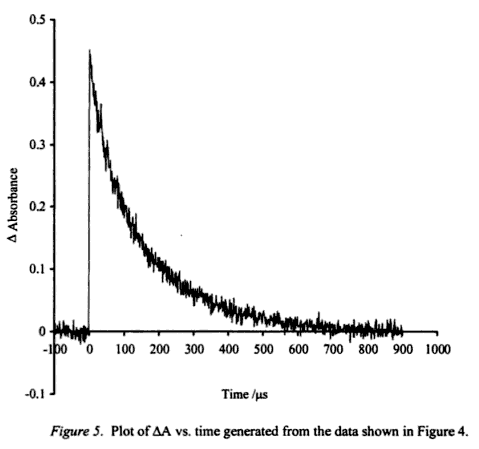 0.5
0.4
0.3
0.2
0.1
0
-0.1
Δ Absorbance
-100 0 100 200 300 400 500 600 700 800 900 1000
Time /μs
Figure 5. Plot of ΔA vs. time generated from the data shown in Figure 4.